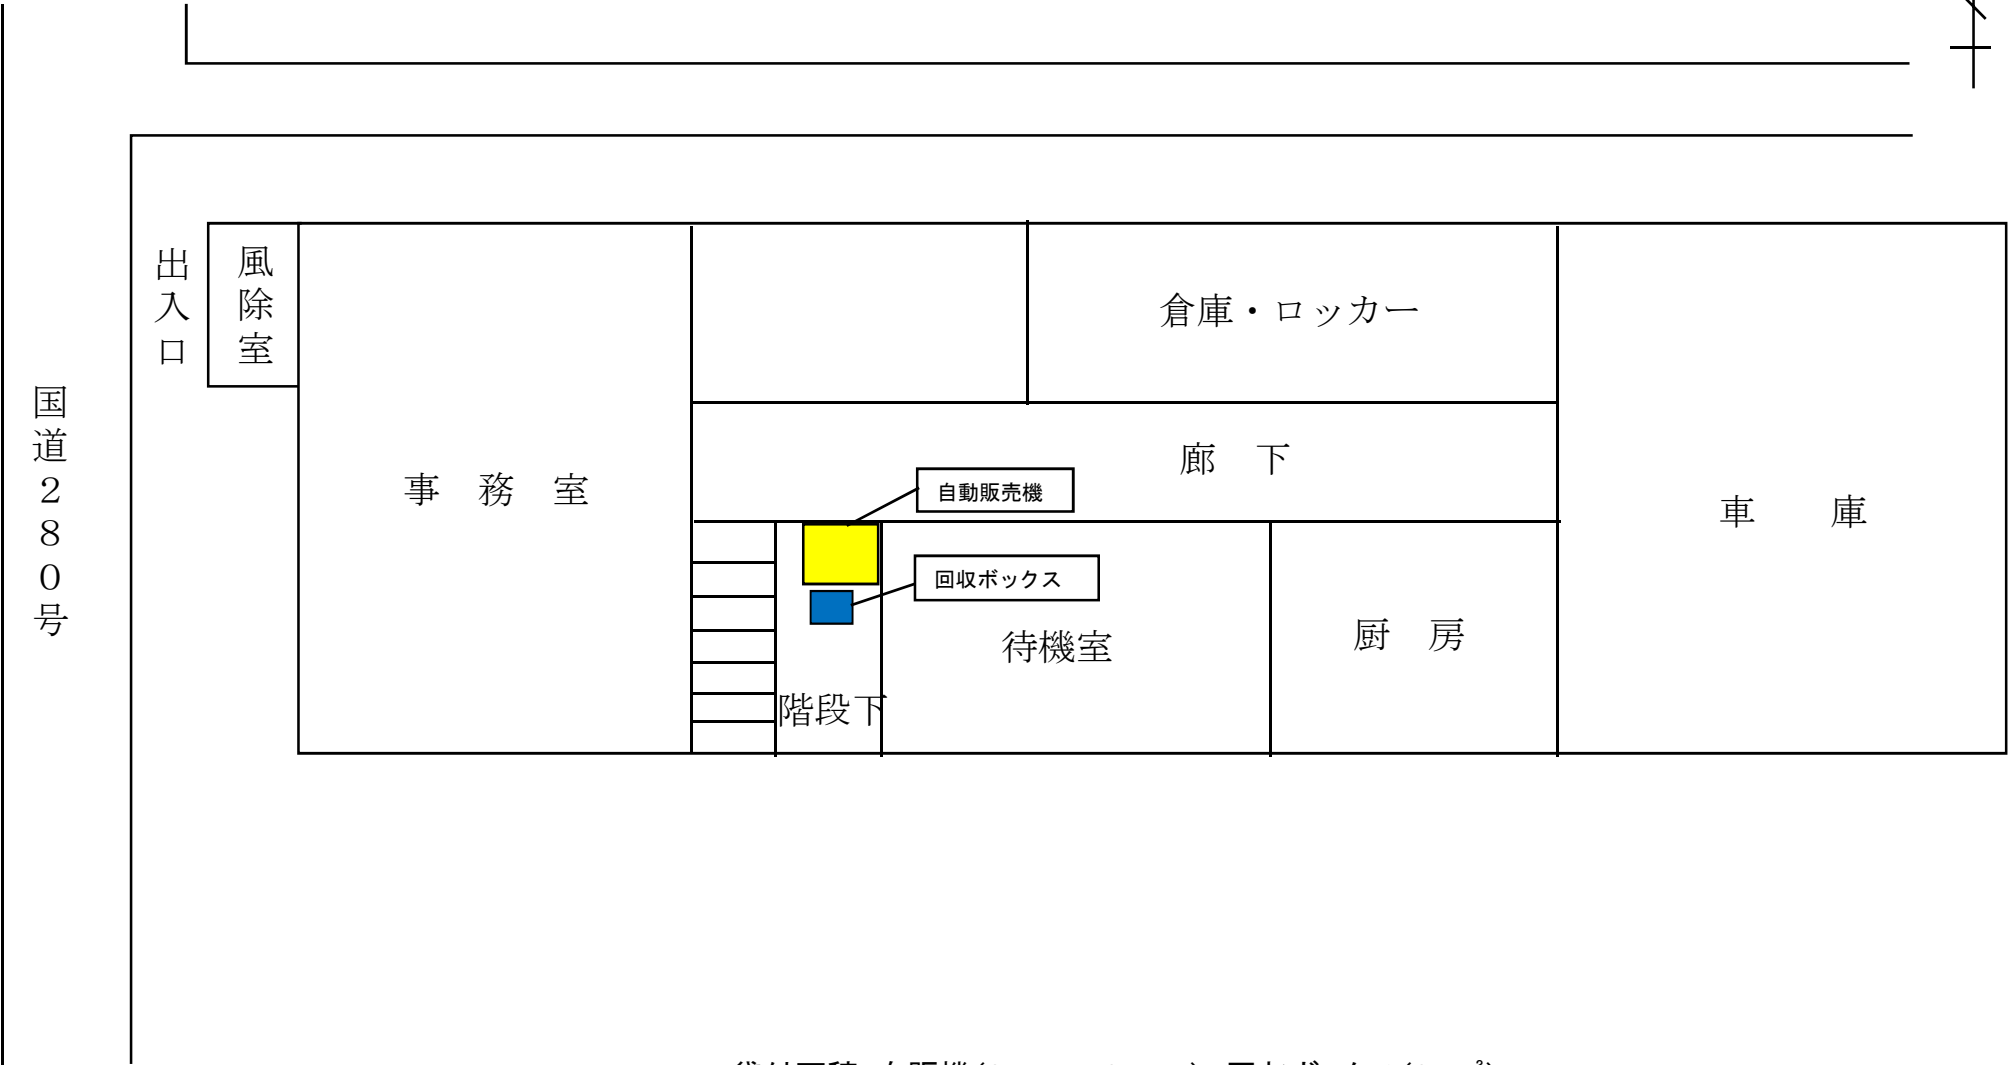 出入口
風除室
倉庫・ロッカー
国道280号
廊　下
事　務　室
自動販売機
車　　庫
回収ボックス
厨　房
待機室
階段下